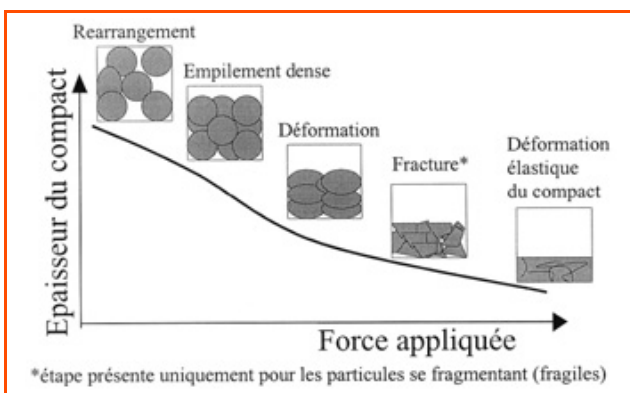 Rearrangement
Empilement dense
Déformation
Fracture*
Déformation
élastique
du compact
Epaisseur du compact
Force appliquée
*étape présente uniquement pour les particules se fragmentant (fragiles)